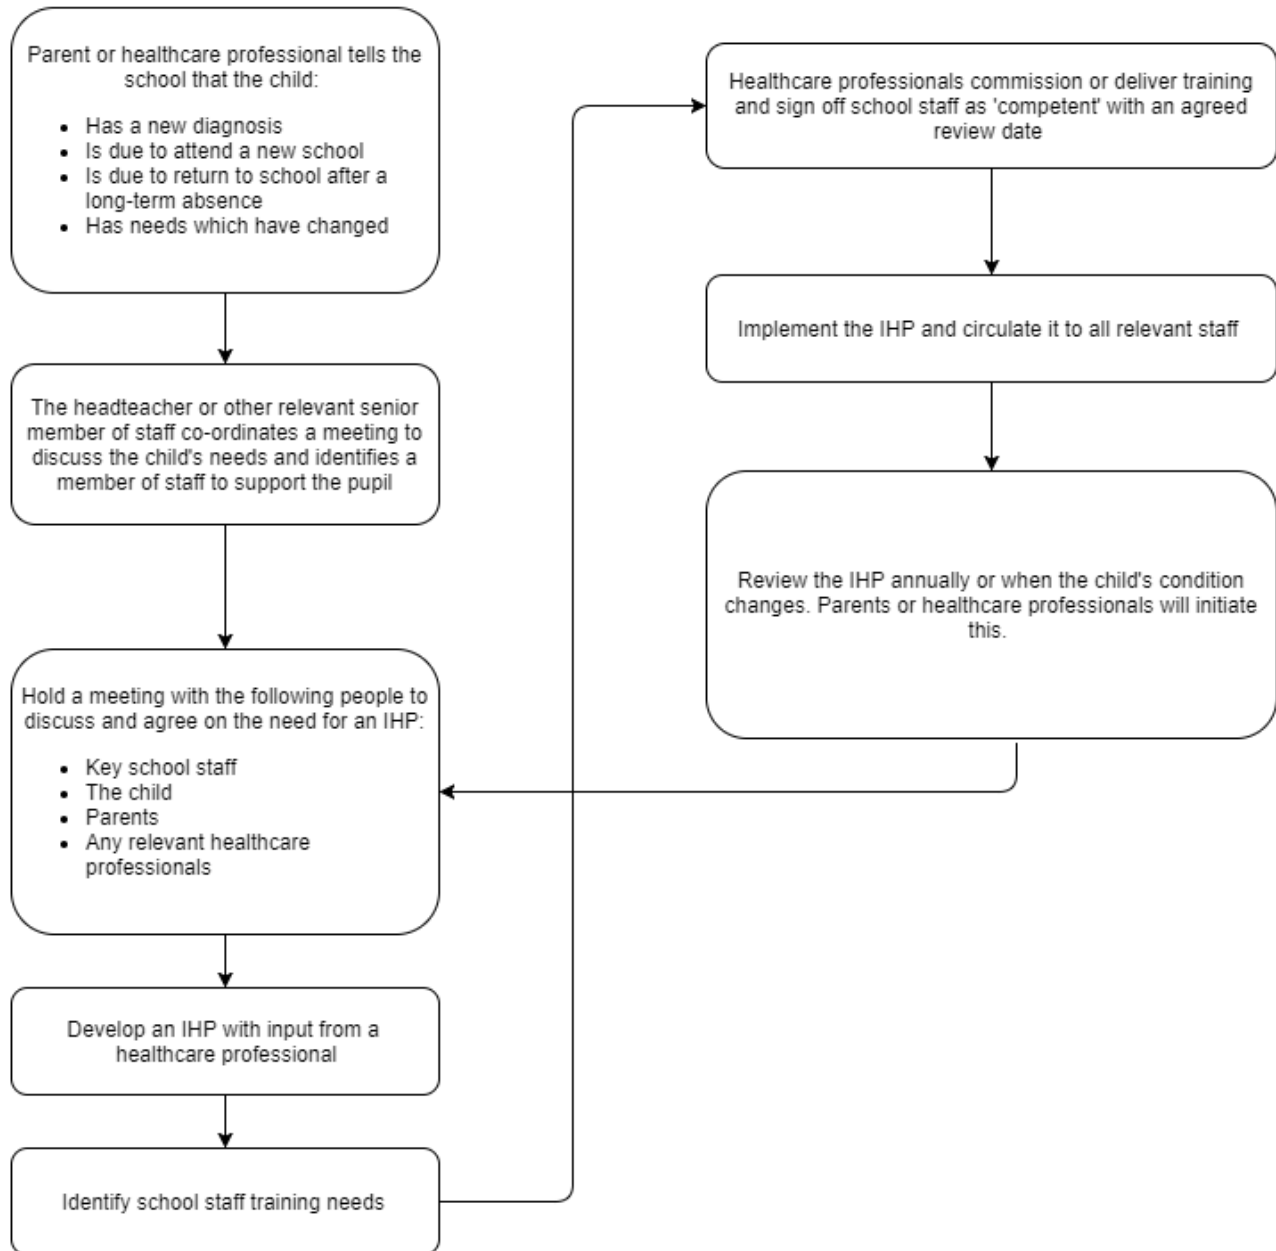 Parent or healthcare professional tells the
school that the child:
• Has a new diagnosis
• Is due to attend a new school
• Is due to return to school after a
long-term absence
• Has needs which have changed
The headteacher or other relevant senior
member of staff co-ordinates a meeting to
discuss the child's needs and identifies a
member of staff to support the pupil
Hold a meeting with the following people to
discuss and agree on the need for an IHP:
• Key school staff
• The child
• Parents
• Any relevant healthcare
professionals
Develop an IHP with input from a
healthcare professional
Identify school staff training needs
Healthcare professionals commission or deliver training
and sign off school staff as 'competent' with an agreed
review date
Implement the IHP and circulate it to all relevant staff
Review the IHP annually or when the child's condition
changes. Parents or healthcare professionals will initiate
this.